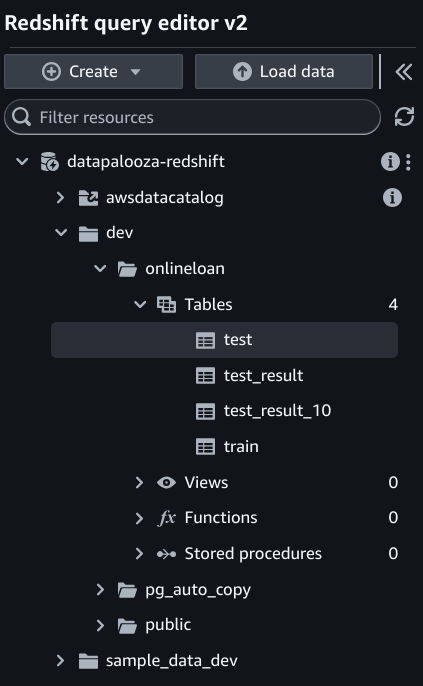 Redshift query editor v2
Create Load data
Filter resources
datapalooza-redshift
awsdatacatalog
dev
onlineloan
Tables 4
test
test_result
test_result_10
train
Views 0
fx Functions 0
Stored procedures 0
pg_auto_copy
public
sample_data_dev